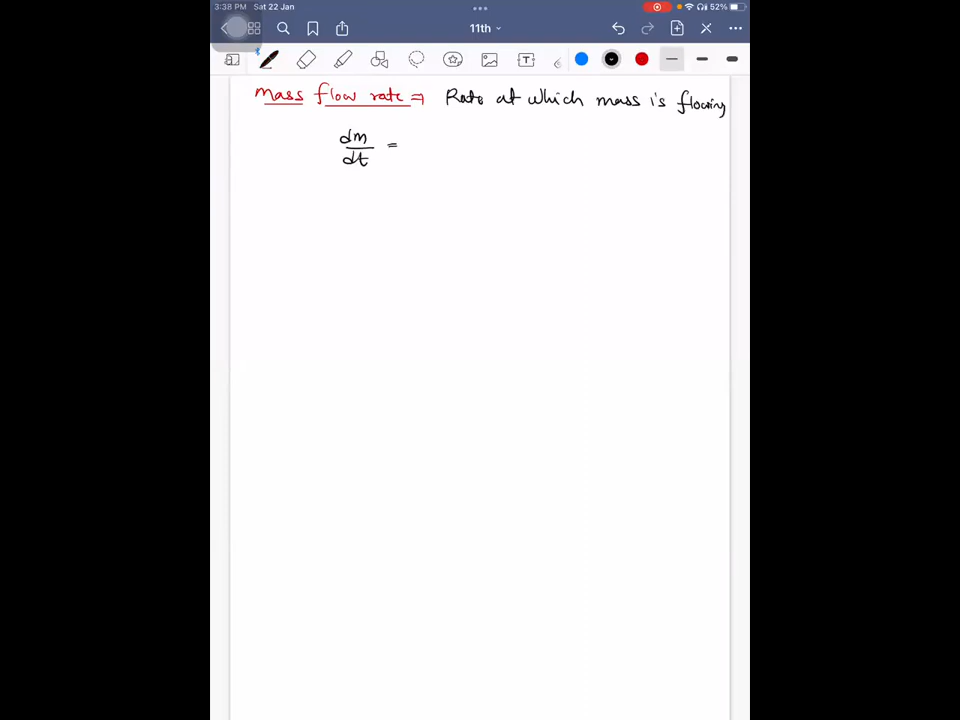 3:38 PM Sat 22 Jan 52%
11th
Mass flow rate ⇒ Rate at which mass is flowing
dm/dt =